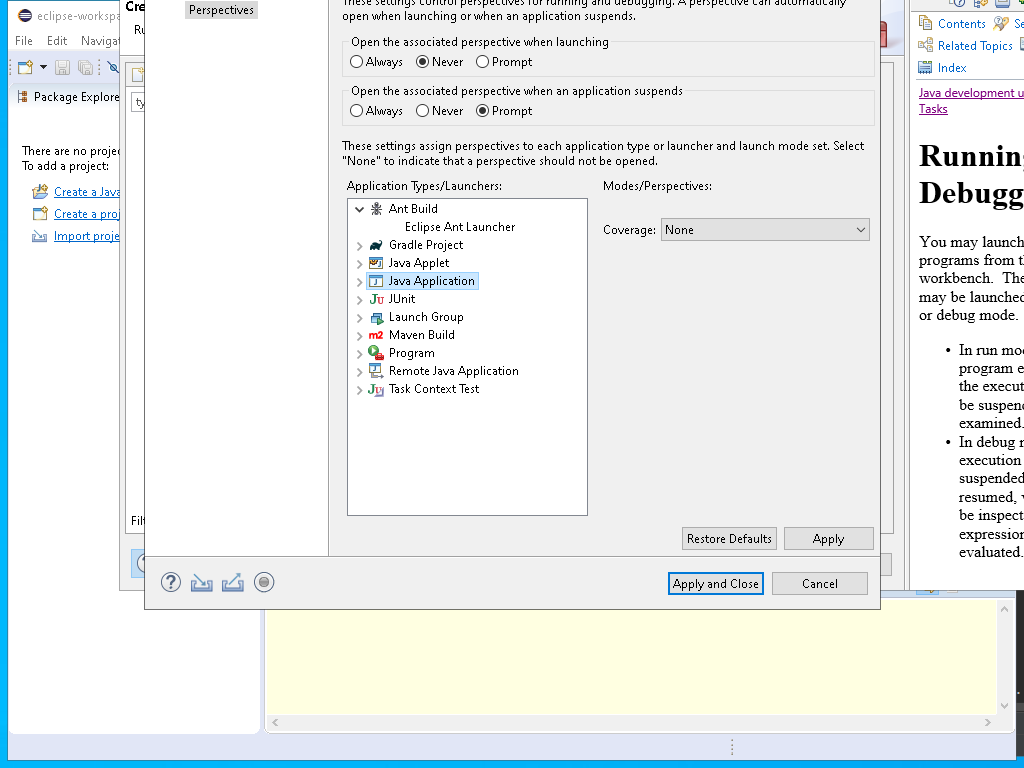 eclipse-workspa
File Edit Navigat
Package Explore
There are no projec
To add a project:
Create a Java
Create a proj
Import proje
Cre
Ru
ty
Filt
Perspectives
These settings control perspectives for running and debugging. A perspective can automatically
open when launching or when an application suspends.
Open the associated perspective when launching
Always Never Prompt
Open the associated perspective when an application suspends
Always Never Prompt
These settings assign perspectives to each application type or launcher and launch mode set. Select
"None" to indicate that a perspective should not be opened.
Application Types/Launchers:
Modes/Perspectives:
Ant Build
Eclipse Ant Launcher
Gradle Project
Java Applet
Java Application
JUnit
Launch Group
Maven Build
Program
Remote Java Application
Task Context Test
Coverage: None
Restore Defaults Apply
Apply and Close Cancel
Contents Se
Related Topics
Index
Java development u
Tasks
Running
Debugg
You may launch
programs from th
workbench. The
may be launched
or debug mode.
• In run mod
program e
the execut
be suspend
examined.
• In debug m
execution
suspended
resumed, v
be inspect
expression
evaluated.